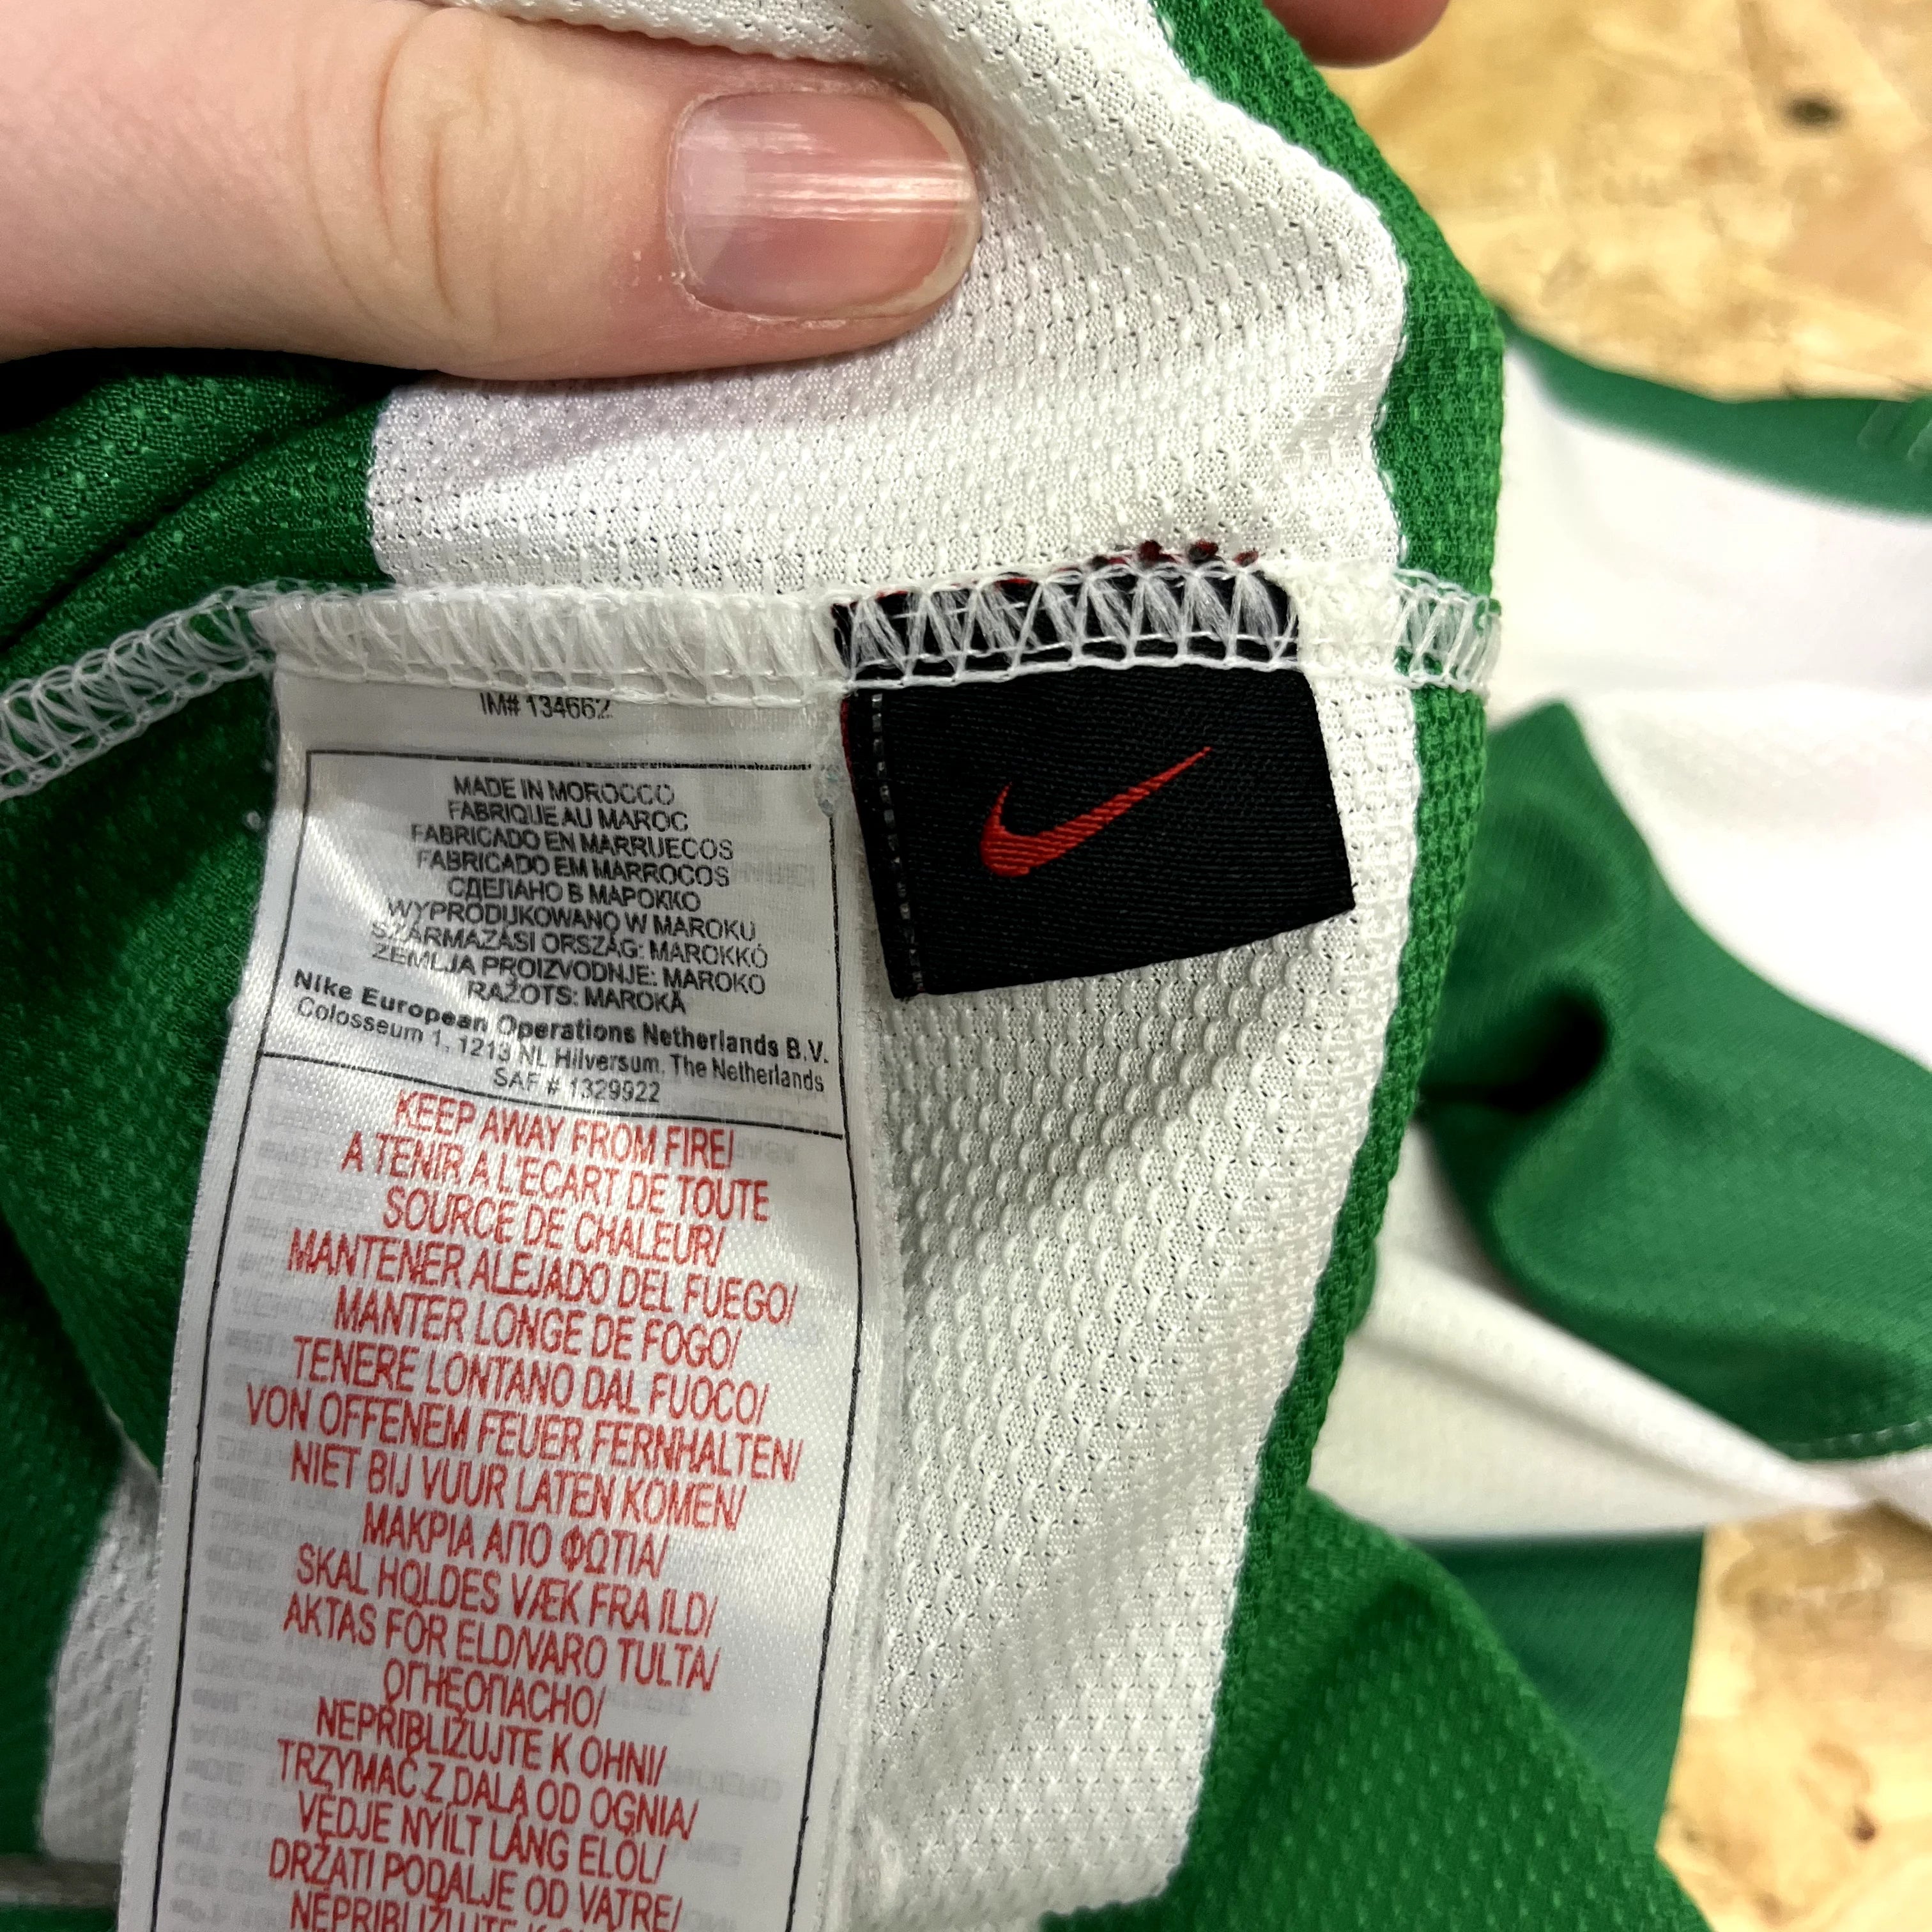 IM# 134662
MADE IN MOROCCO
FABRIQUE AU MAROC
FABRICADO EN MARRUECOS
FABRICADO EM MARROCOS
СДЕЛАНО В МАРОККО
WYPRODUKOWANO W MAROKU
SZÁRMAZÁSI ORSZÁG: MAROKKÓ
ZEMLJA PROIZVODNJE: MAROKO
RAŽOTS: MAROKĀ
Nike European Operations Netherlands B.V.
Colosseum 1, 1213 NL Hilversum, The Netherlands
SAF # 1329922
KEEP AWAY FROM FIRE/
A TENIR A L'ECART DE TOUTE
SOURCE DE CHALEUR/
MANTENER ALEJADO DEL FUEGO/
MANTER LONGE DE FOGO/
TENERE LONTANO DAL FUOCO/
VON OFFENEM FEUER FERNHALTEN/
NIET BIJ VUUR LATEN KOMEN/
ΜΑΚΡΙΑ ΑΠΟ ΦΩΤΙΑ/
SKAL HOLDES VÆK FRA ILD/
AKTAS FÖR ELD/VARO TULTA/
ОГНЕОПАСНО/
NEPŘIBLIŽUJTE K OHNI/
TRZYMAĆ Z DALA OD OGNIA/
VÉDJE NYÍLT LÁNG ELŐL/
DRŽATI PODALJE OD VATRE/